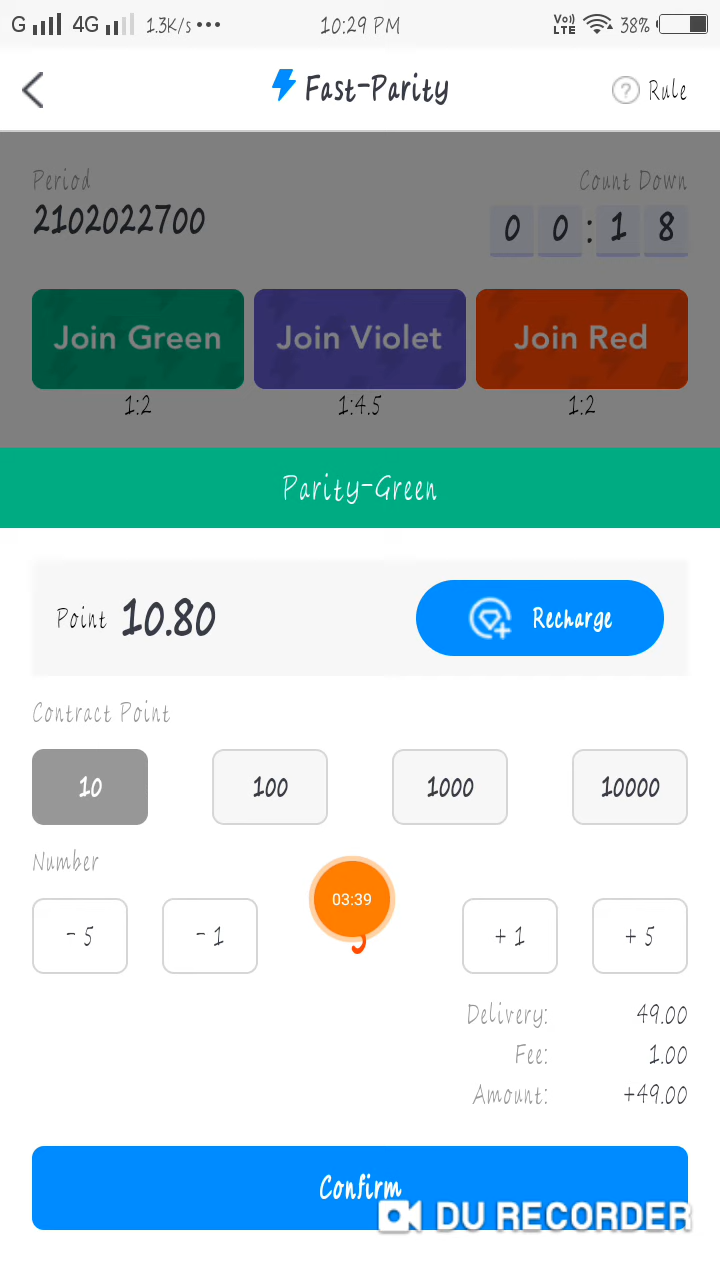 G 4G 1.3K/s ••• 10:29 PM Vo)) LTE 38%
Fast-Parity ? Rule
Period Count Down
2102022700 0 0 : 1 8
Join Green Join Violet Join Red
1:2 1:4.5 1:2
Parity-Green
Point 10.80 Recharge
Contract Point
10 100 1000 10000
Number
03:39
- 5 - 1 + 1 + 5
Delivery: 49.00
Fee: 1.00
Amount: +49.00
Confirm
DU RECORDER